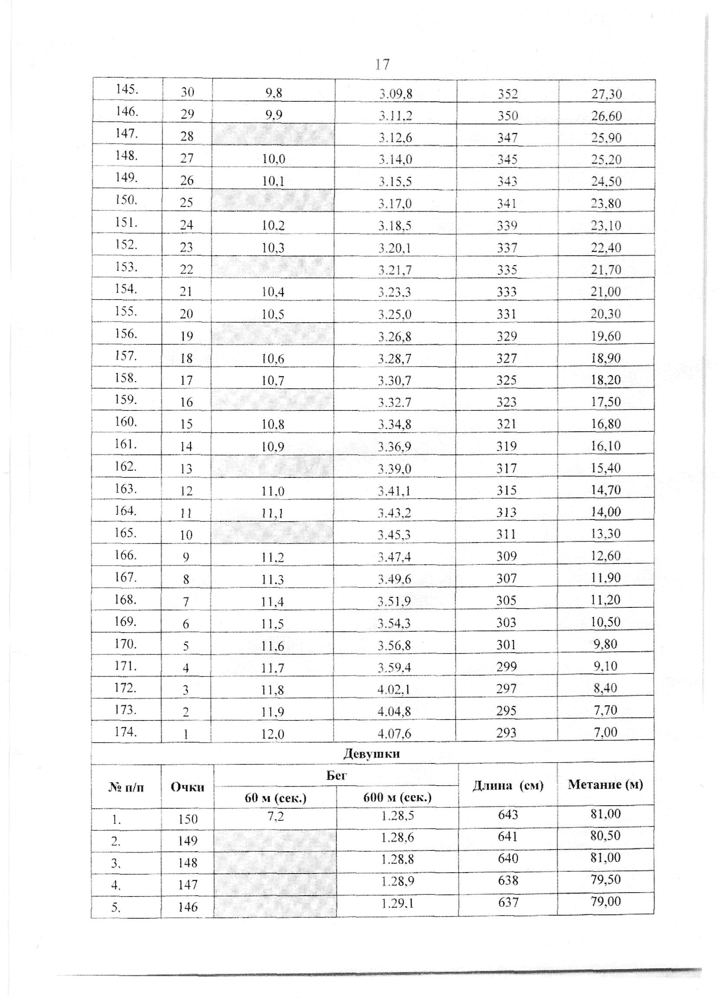 17
145. 30 9,8 3.09,8 352 27,30
146. 29 9,9 3.11,2 350 26,60
147. 28 3.12,6 347 25,90
148. 27 10,0 3.14,0 345 25,20
149. 26 10,1 3.15,5 343 24,50
150. 25 3.17,0 341 23,80
151. 24 10,2 3.18,5 339 23,10
152. 23 10,3 3.20,1 337 22,40
153. 22 3.21,7 335 21,70
154. 21 10,4 3.23,3 333 21,00
155. 20 10,5 3.25,0 331 20,30
156. 19 3.26,8 329 19,60
157. 18 10,6 3.28,7 327 18,90
158. 17 10,7 3.30,7 325 18,20
159. 16 3.32.7 323 17,50
160. 15 10,8 3.34,8 321 16,80
161. 14 10,9 3.36,9 319 16,10
162. 13 3.39,0 317 15,40
163. 12 11,0 3.41,1 315 14,70
164. 11 11,1 3.43,2 313 14,00
165. 10 3.45,3 311 13,30
166. 9 11,2 3.47,4 309 12,60
167. 8 11,3 3.49,6 307 11,90
168. 7 11,4 3.51,9 305 11,20
169. 6 11,5 3.54,3 303 10,50
170. 5 11,6 3.56,8 301 9,80
171. 4 11,7 3.59,4 299 9,10
172. 3 11,8 4.02,1 297 8,40
173. 2 11,9 4.04,8 295 7,70
174. 1 12,0 4.07,6 293 7,00
Девушки
№ п/п Очки Бег Длина (см) Метание (м)
60 м (сек.) 600 м (сек.)
1. 150 7,2 1.28,5 643 81,00
2. 149 1.28,6 641 80,50
3. 148 1.28,8 640 81,00
4. 147 1.28,9 638 79,50
5. 146 1.29,1 637 79,00